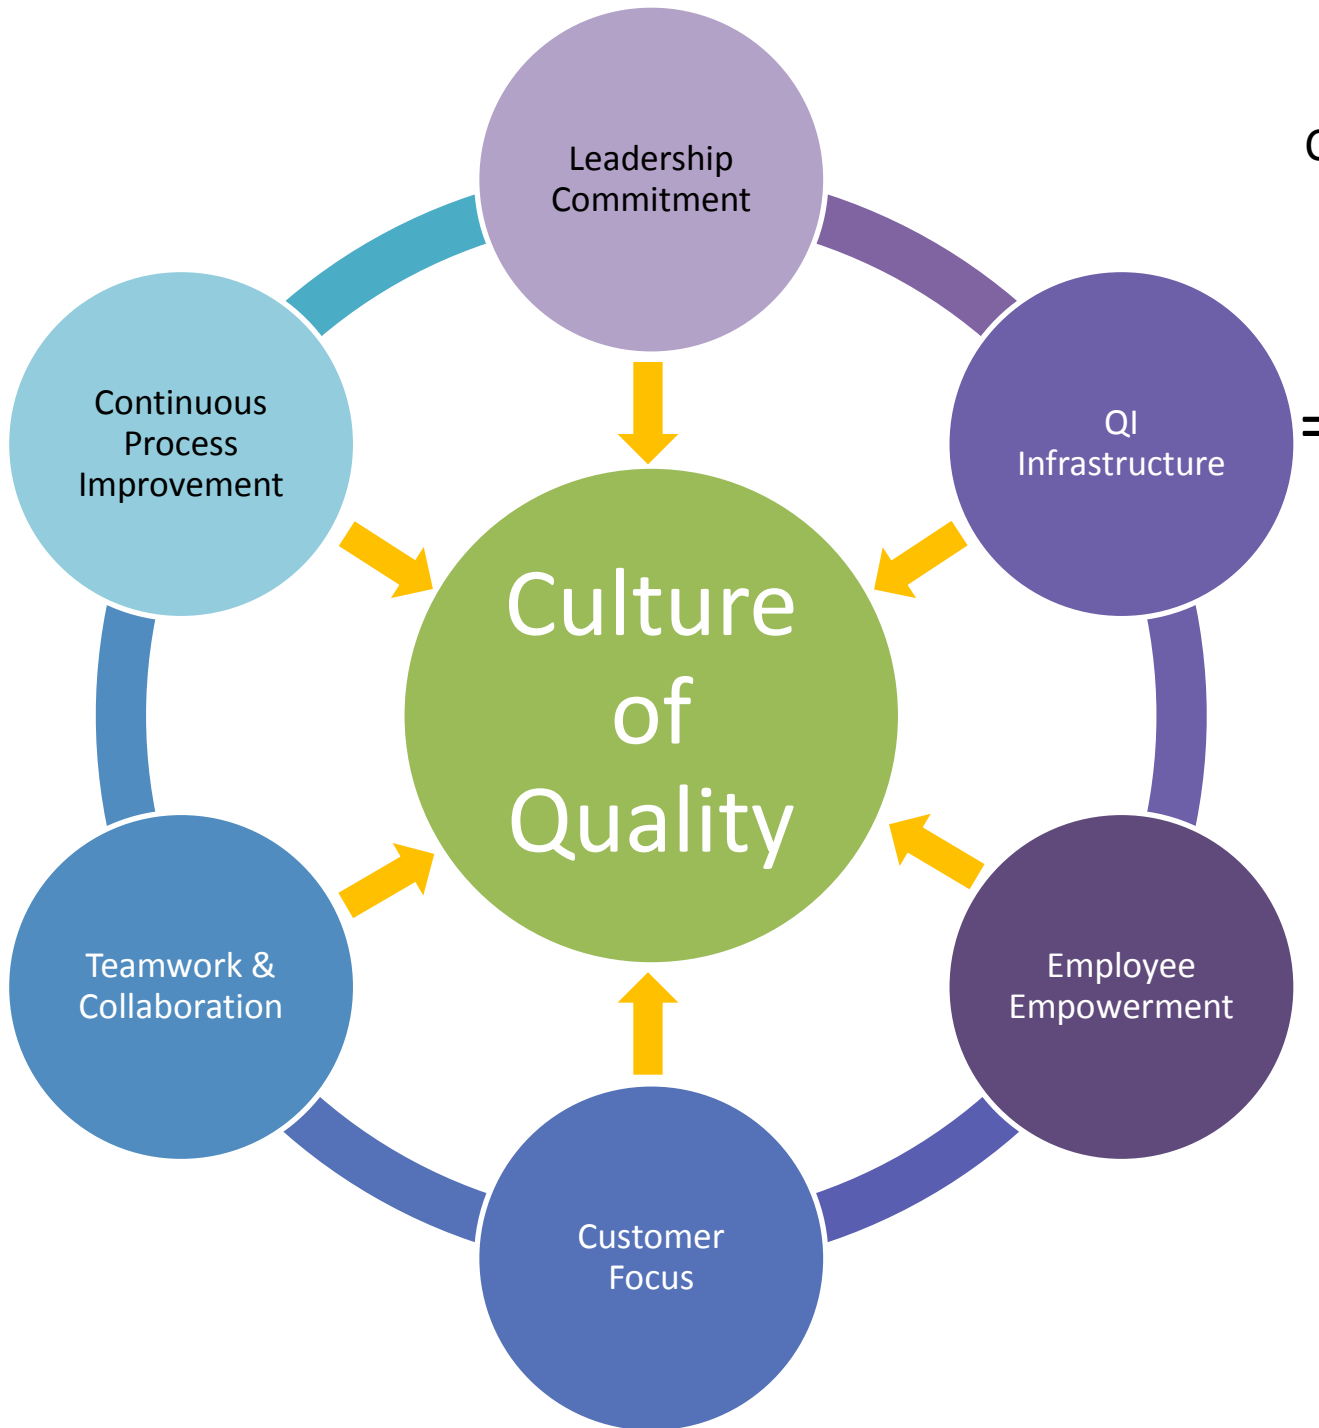 Leadership
Commitment
QI
Infrastructure
=
Employee
Empowerment
Customer
Focus
Teamwork &
Collaboration
Continuous
Process
Improvement
Culture
of
Quality